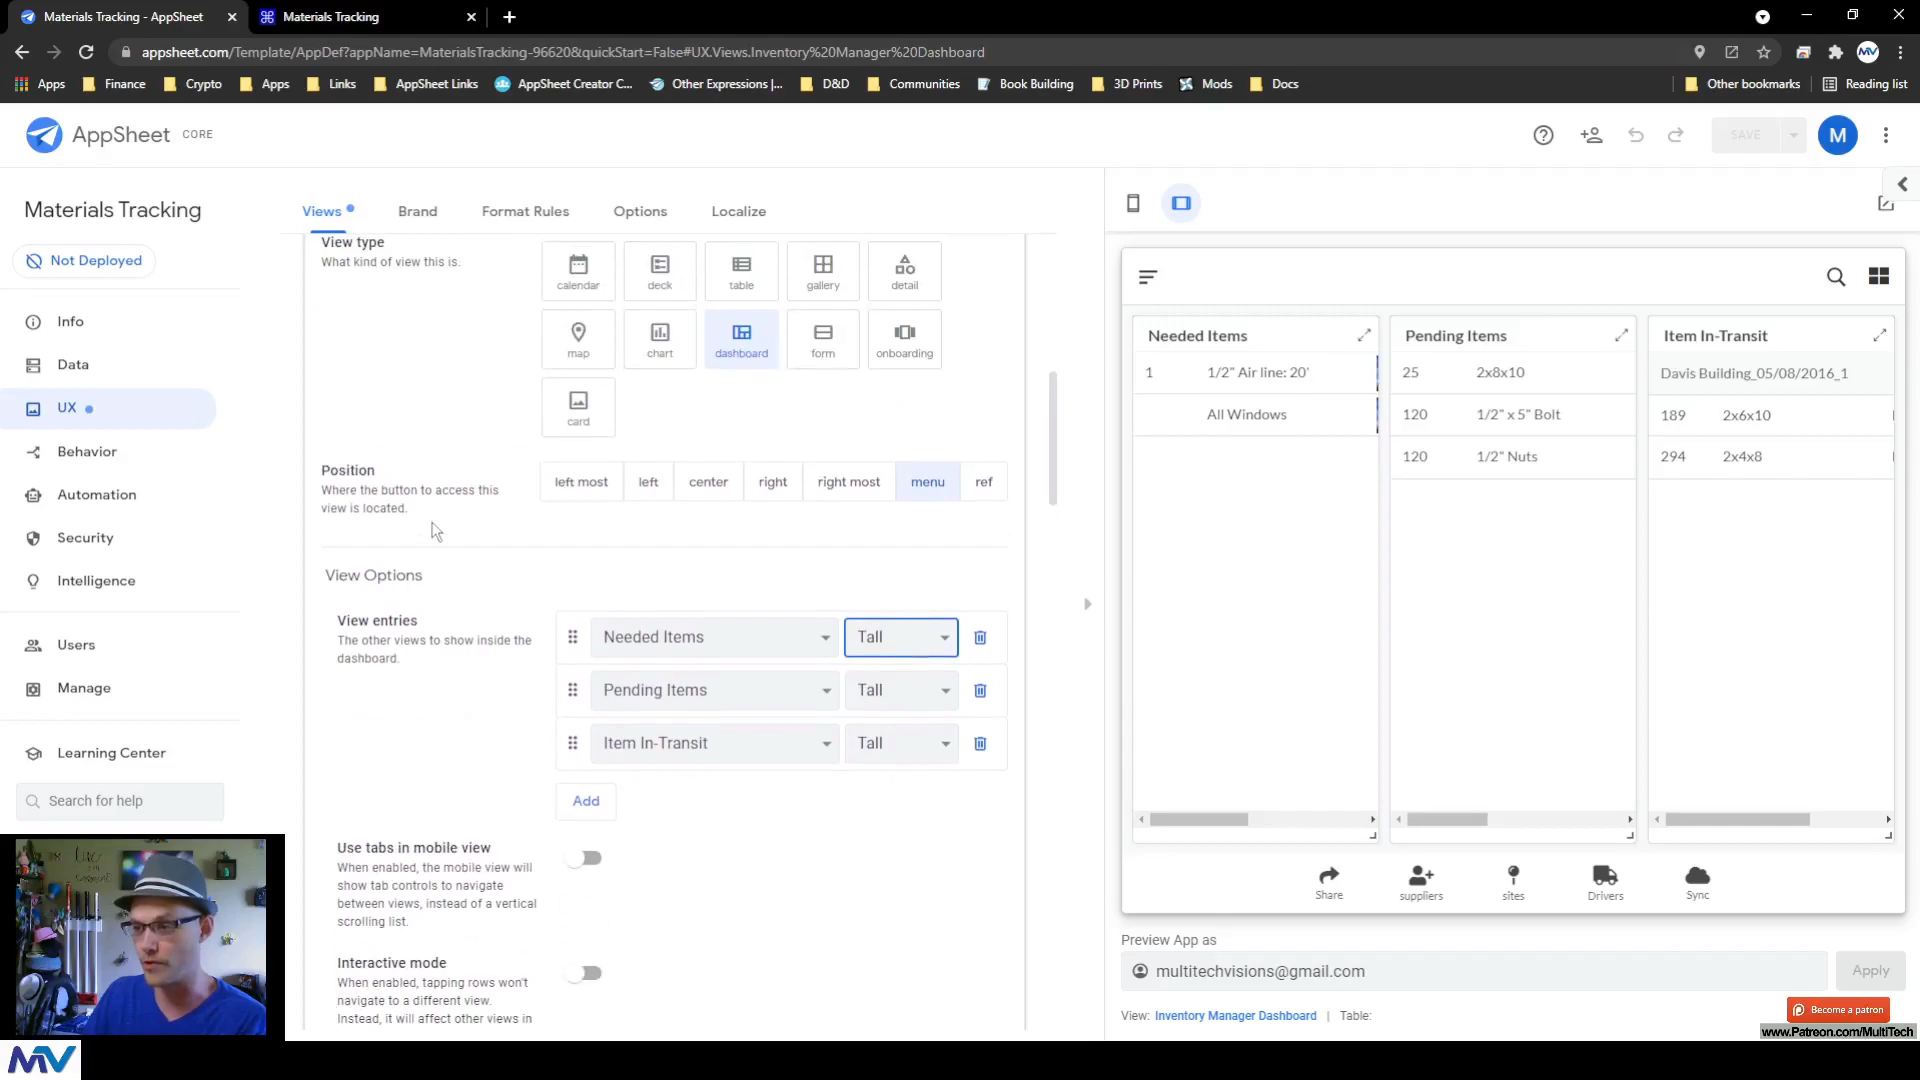 Materials Tracking - AppSheet
Materials Tracking
appsheet.com/Template/AppDef?appName=MaterialsTracking-96620&quickStart=False#UX.Views.Inventory%20Manager%20Dashboard
Apps
Finance
Crypto
Apps
Links
AppSheet Links
AppSheet Creator C...
Other Expressions |...
D&D
Communities
Book Building
3D Prints
Mods
Docs
Other bookmarks
Reading list
AppSheet CORE
SAVE
M
Materials Tracking
Not Deployed
Info
Data
UX
Behavior
Automation
Security
Intelligence
Users
Manage
Learning Center
Search for help
Views
Brand
Format Rules
Options
Localize
View type
What kind of view this is.
calendar
deck
table
gallery
detail
map
chart
dashboard
form
onboarding
card
Position
Where the button to access this
view is located.
left most
left
center
right
right most
menu
ref
View Options
View entries
The other views to show inside the
dashboard.
Needed Items
Tall
Pending Items
Tall
Item In-Transit
Tall
Add
Use tabs in mobile view
When enabled, the mobile view will
show tab controls to navigate
between views, instead of a vertical
scrolling list.
Interactive mode
When enabled, tapping rows won't
navigate to a different view.
Instead, it will affect other views in
Needed Items
1 1/2" Air line: 20'
All Windows
Pending Items
25 2x8x10
120 1/2" x 5" Bolt
120 1/2" Nuts
Item In-Transit
Davis Building_05/08/2016_1
189 2x6x10
294 2x4x8
Share
suppliers
sites
Drivers
Sync
Preview App as
multitechvisions@gmail.com
Apply
View: Inventory Manager Dashboard | Table:
Become a patron
www.Patreon.com/MultiTech
MV